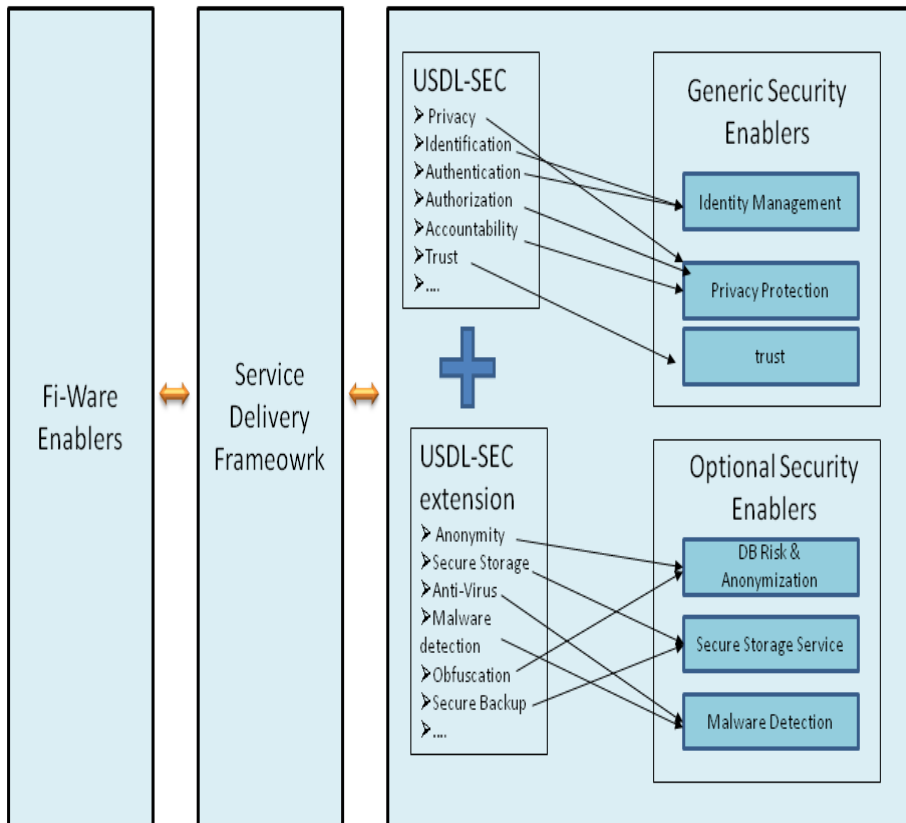 Fi-Ware
Enablers
Service
Delivery
Frameowrk
USDL-SEC
➢Privacy
➢Identification
➢Authentication
➢Authorization
➢Accountability
➢Trust
➢....
Generic Security
Enablers
Identity Management
Privacy Protection
trust
USDL-SEC
extension
➢Anonymity
➢Secure Storage
➢Anti-Virus
➢Malware
detection
➢Obfuscation
➢Secure Backup
➢....
Optional Security
Enablers
DB Risk &
Anonymization
Secure Storage Service
Malware Detection